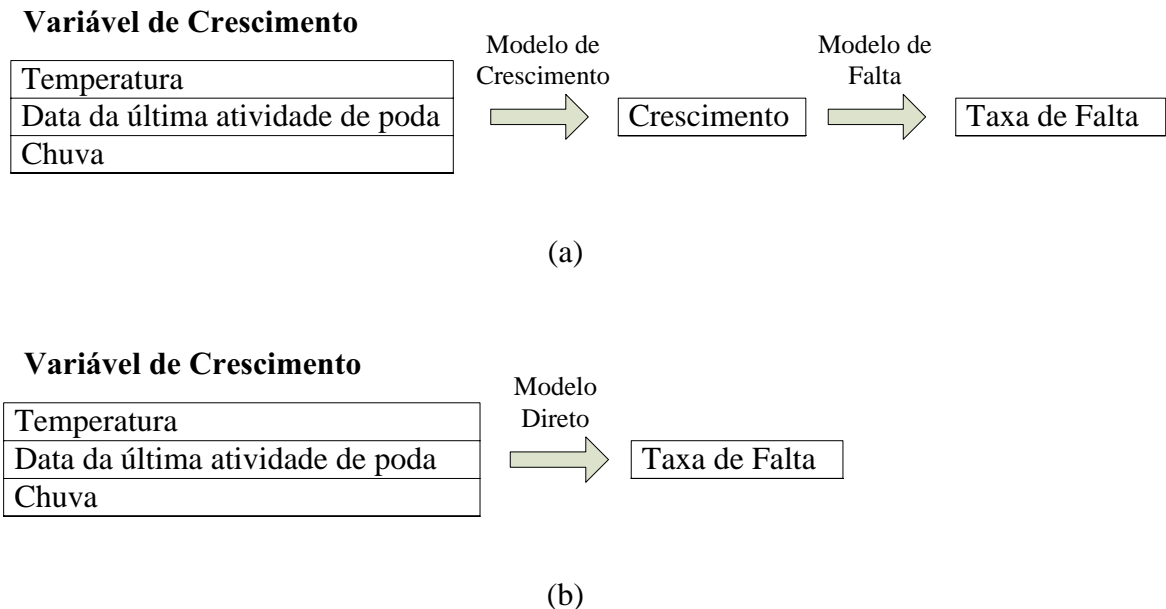 Variável de Crescimento
Temperatura
Data da última atividade de poda
Chuva
Modelo de
Crescimento
Crescimento
Modelo de
Falta
Taxa de Falta
(a)
Variável de Crescimento
Temperatura
Data da última atividade de poda
Chuva
Modelo
Direto
Taxa de Falta
(b)